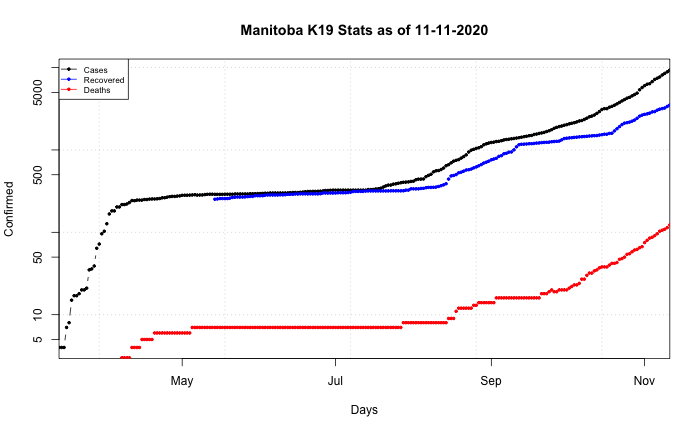 Manitoba K19 Stats as of 11-11-2020
Cases
Recovered
Deaths
Confirmed
5000
500
50
10
5
May Jul Sep Nov
Days